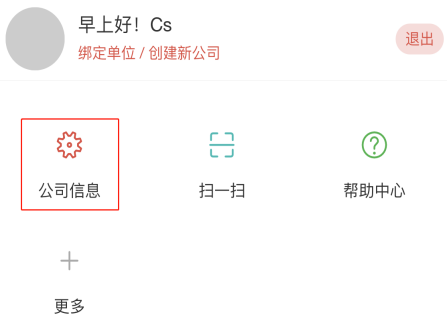 早上好！Cs
绑定单位 / 创建新公司
退出
公司信息
扫一扫
帮助中心
更多